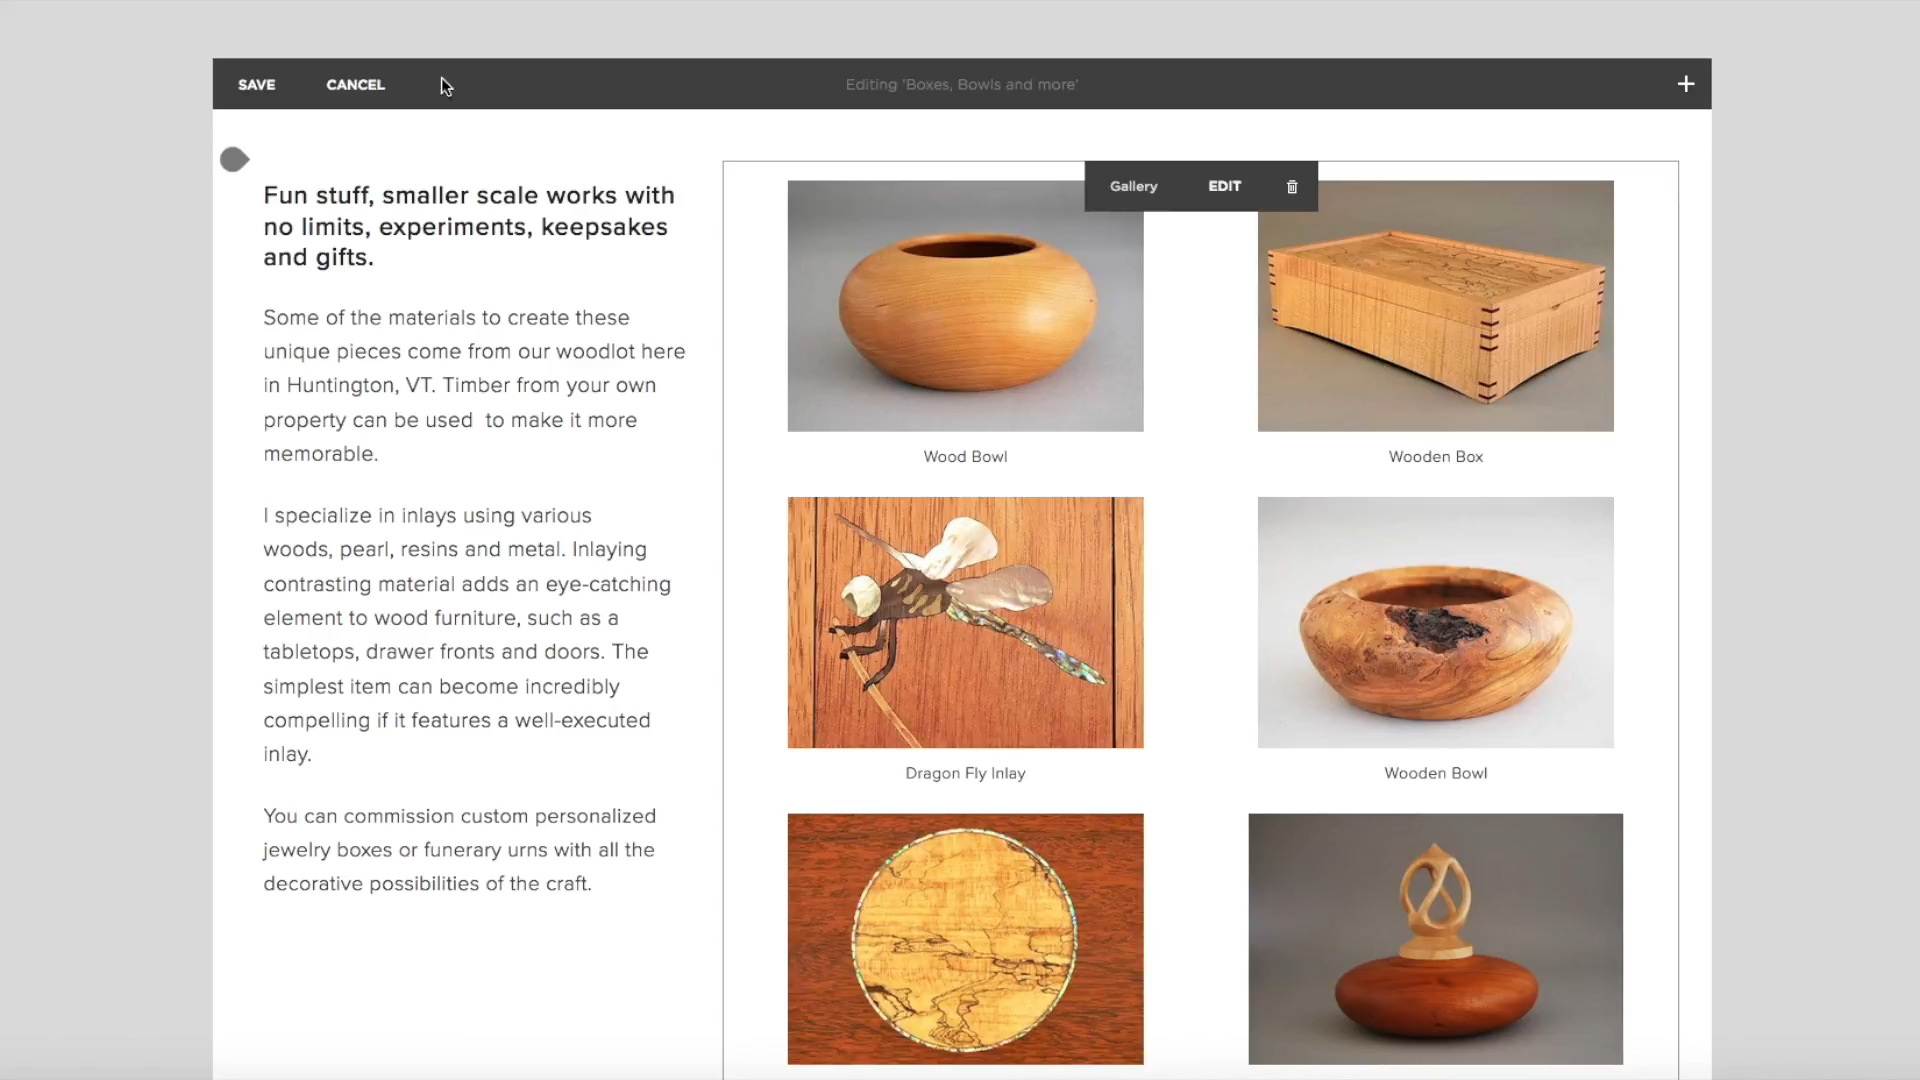 SAVE CANCEL Editing 'Boxes, Bowls and more' +
Gallery EDIT
Fun stuff, smaller scale works with
no limits, experiments, keepsakes
and gifts.
Some of the materials to create these
unique pieces come from our woodlot here
in Huntington, VT. Timber from your own
property can be used  to make it more
memorable.
I specialize in inlays using various
woods, pearl, resins and metal. Inlaying
contrasting material adds an eye-catching
element to wood furniture, such as a
tabletops, drawer fronts and doors. The
simplest item can become incredibly
compelling if it features a well-executed
inlay.
You can commission custom personalized
jewelry boxes or funerary urns with all the
decorative possibilities of the craft.
Wood Bowl
Wooden Box
Dragon Fly Inlay
Wooden Bowl